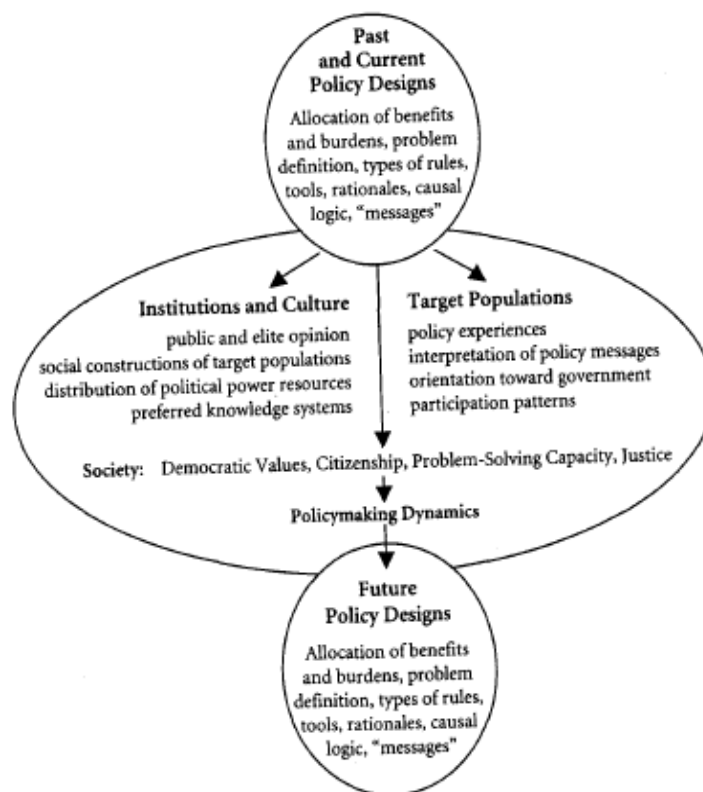 Past
and Current
Policy Designs
Allocation of benefits
and burdens, problem
definition, types of rules,
tools, rationales, causal
logic, “messages”
Institutions and Culture
public and elite opinion
social constructions of target populations
distribution of political power resources
preferred knowledge systems
Target Populations
policy experiences
interpretation of policy messages
orientation toward government
participation patterns
Society: Democratic Values, Citizenship, Problem-Solving Capacity, Justice
Policymaking Dynamics
Future
Policy Designs
Allocation of benefits
and burdens, problem
definition, types of rules,
tools, rationales, causal
logic, “messages”